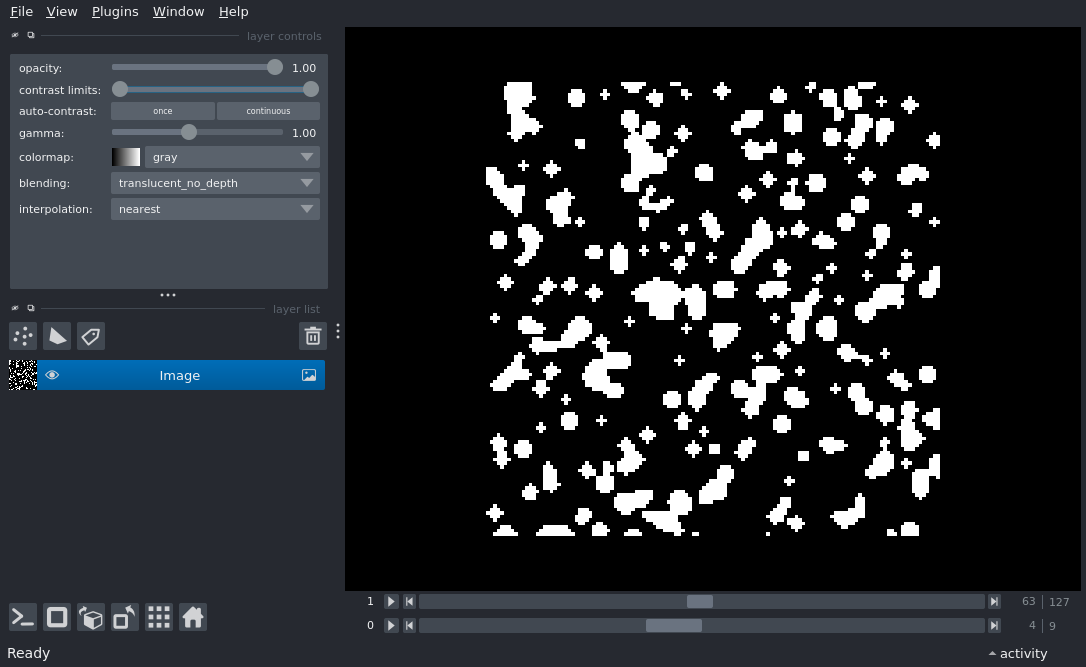 File View Plugins Window Help
layer controls
opacity: 1.00
contrast limits:
auto-contrast: once continuous
gamma: 1.00
colormap: gray
blending: translucent_no_depth
interpolation: nearest
layer list
Image
1 63 127
0 4 9
Ready activity